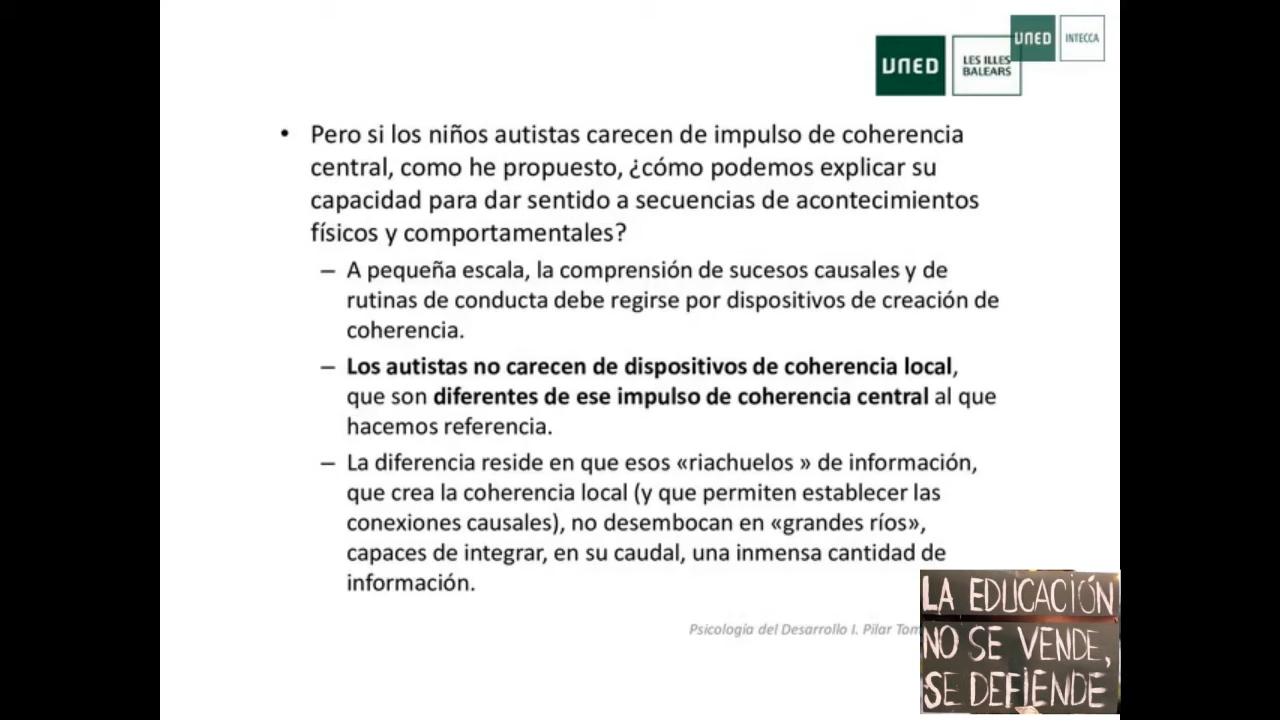 UNED
INTECCA
UNED
LES ILLES
BALEARS
• Pero si los niños autistas carecen de impulso de coherencia
central, como he propuesto, ¿cómo podemos explicar su
capacidad para dar sentido a secuencias de acontecimientos
físicos y comportamentales?
– A pequeña escala, la comprensión de sucesos causales y de
rutinas de conducta debe regirse por dispositivos de creación de
coherencia.
– Los autistas no carecen de dispositivos de coherencia local,
que son diferentes de ese impulso de coherencia central al que
hacemos referencia.
– La diferencia reside en que esos «riachuelos » de información,
que crea la coherencia local (y que permiten establecer las
conexiones causales), no desembocan en «grandes ríos»,
capaces de integrar, en su caudal, una inmensa cantidad de
información.
Psicología del Desarrollo I. Pilar
LA EDUCACIÓN
NO SE VENDE,
SE DEFIENDE